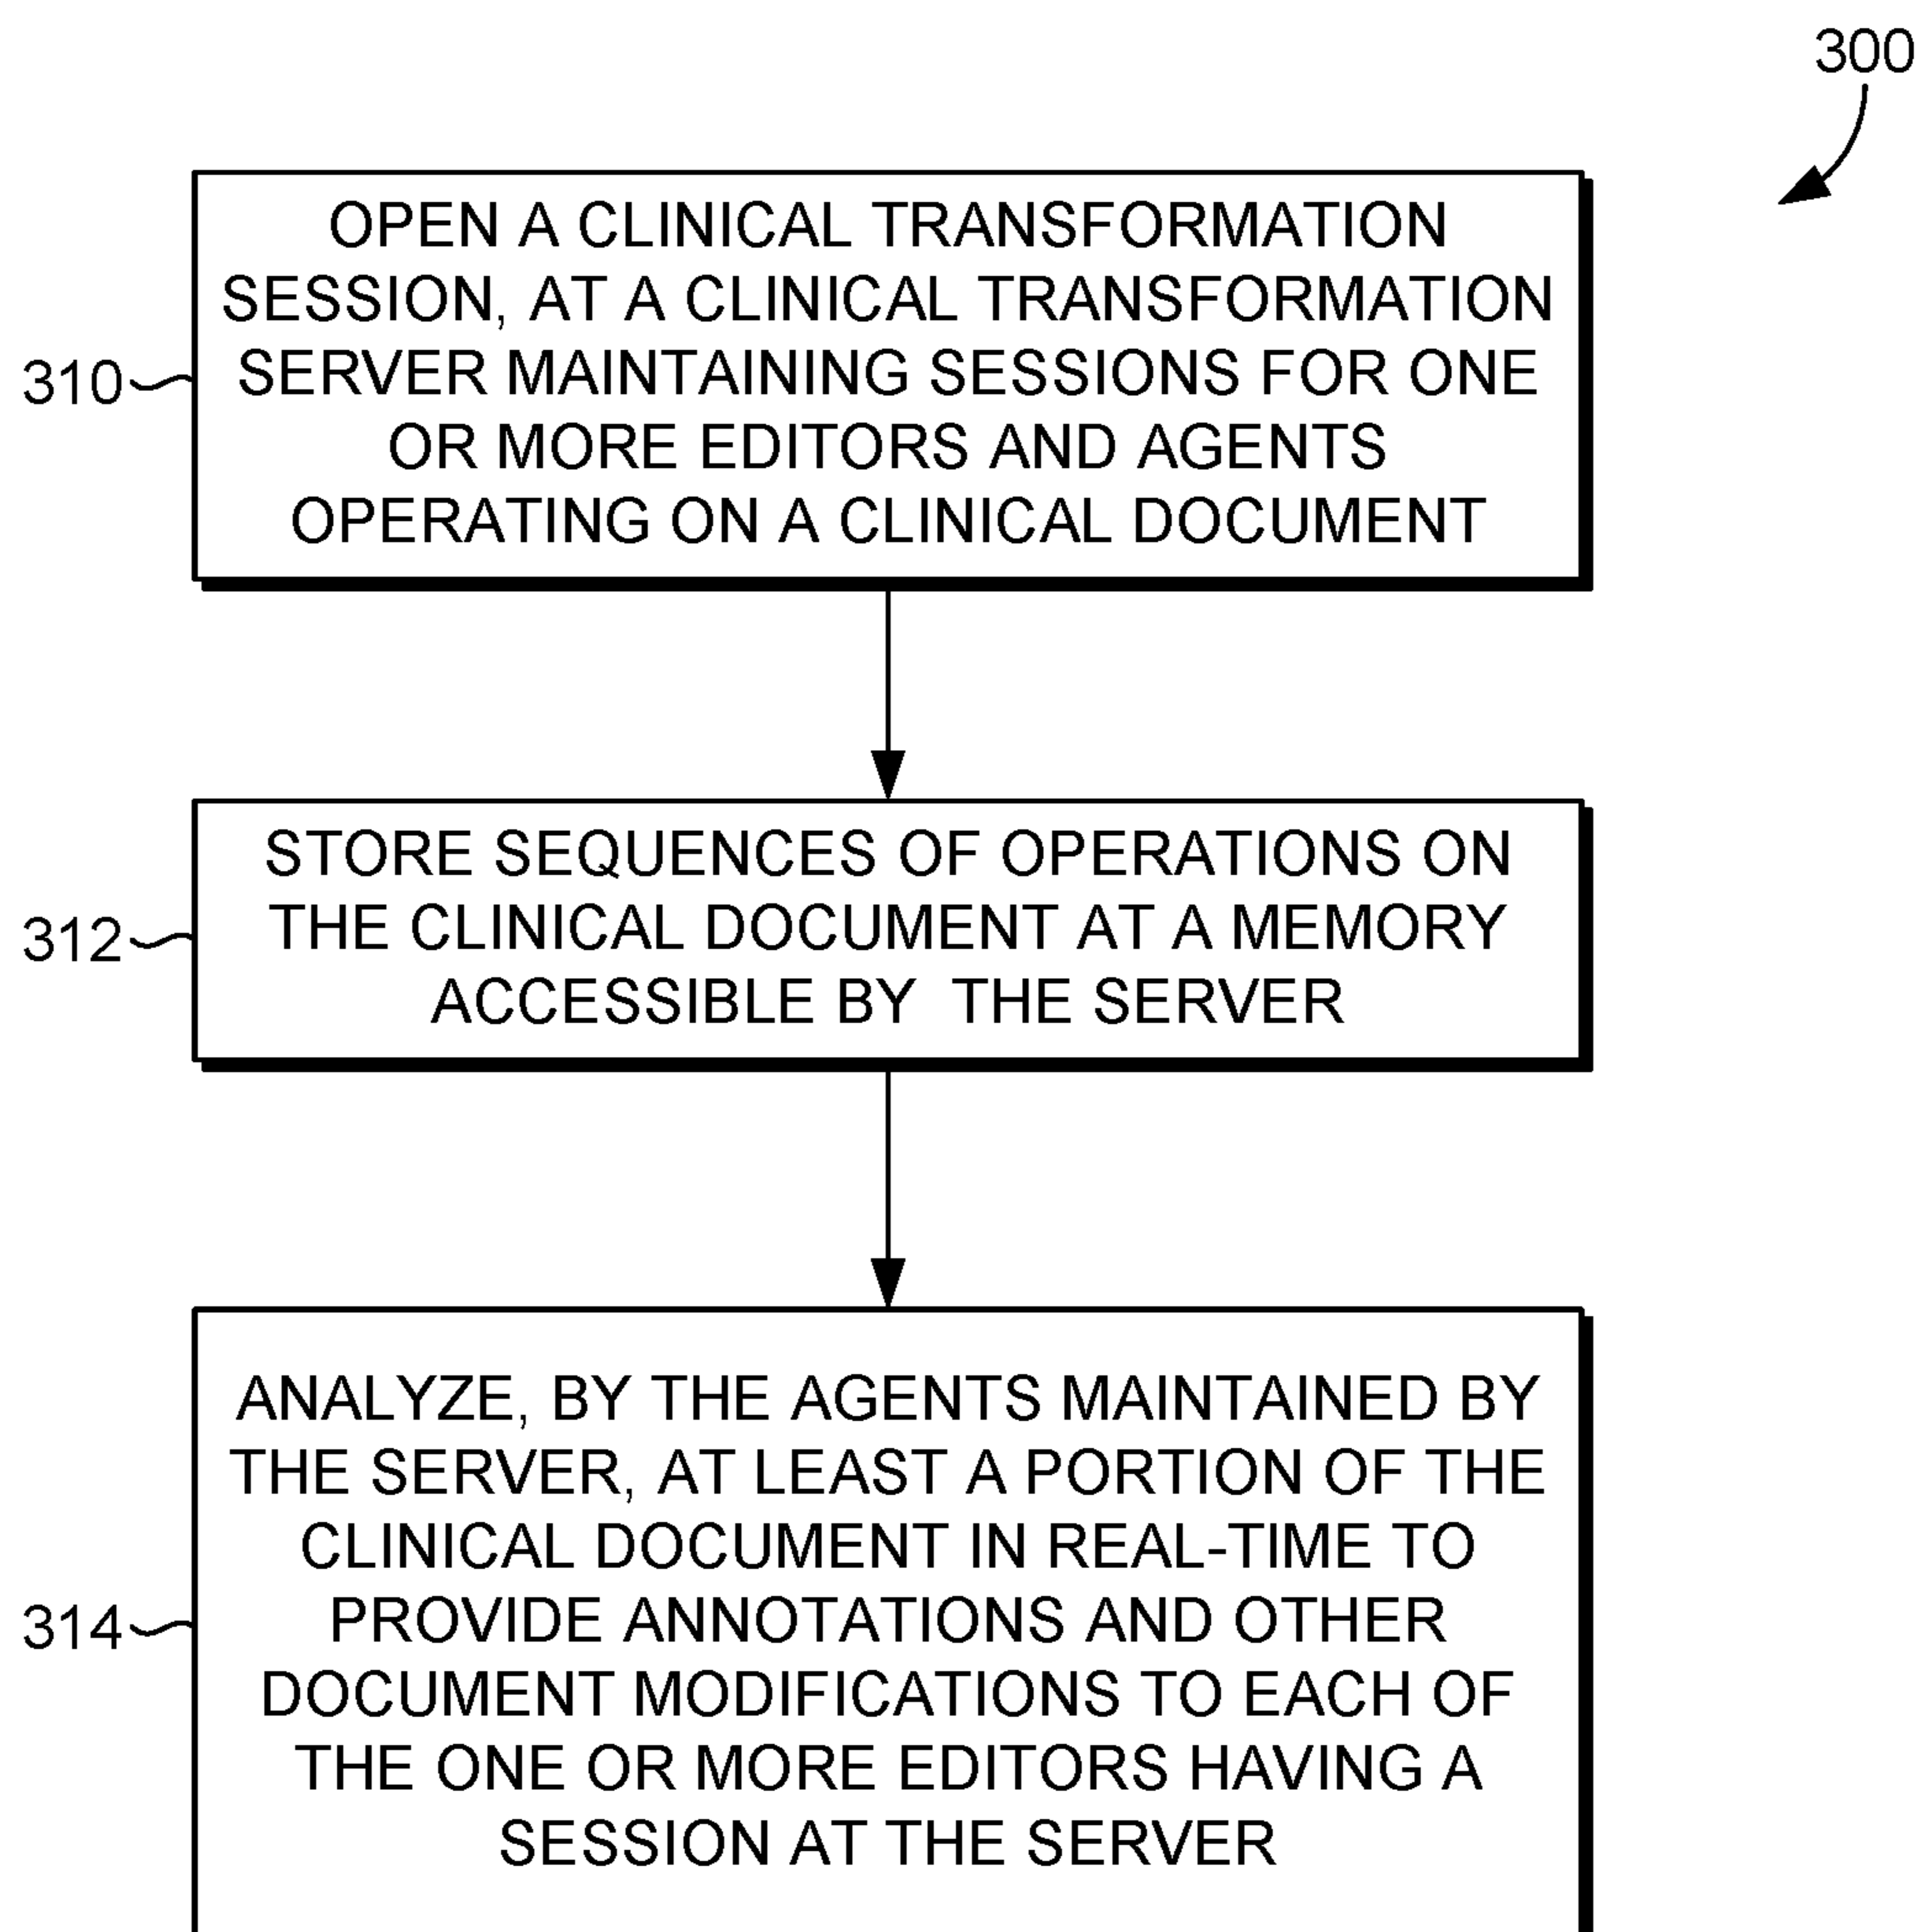 300
OPEN A CLINICAL TRANSFORMATION
SESSION, AT A CLINICAL TRANSFORMATION
SERVER MAINTAINING SESSIONS FOR ONE
OR MORE EDITORS AND AGENTS
OPERATING ON A CLINICAL DOCUMENT
310
STORE SEQUENCES OF OPERATIONS ON
THE CLINICAL DOCUMENT AT A MEMORY
ACCESSIBLE BY  THE SERVER
312
ANALYZE, BY THE AGENTS MAINTAINED BY
THE SERVER, AT LEAST A PORTION OF THE
CLINICAL DOCUMENT IN REAL-TIME TO
PROVIDE ANNOTATIONS AND OTHER
DOCUMENT MODIFICATIONS TO EACH OF
THE ONE OR MORE EDITORS HAVING A
SESSION AT THE SERVER
314